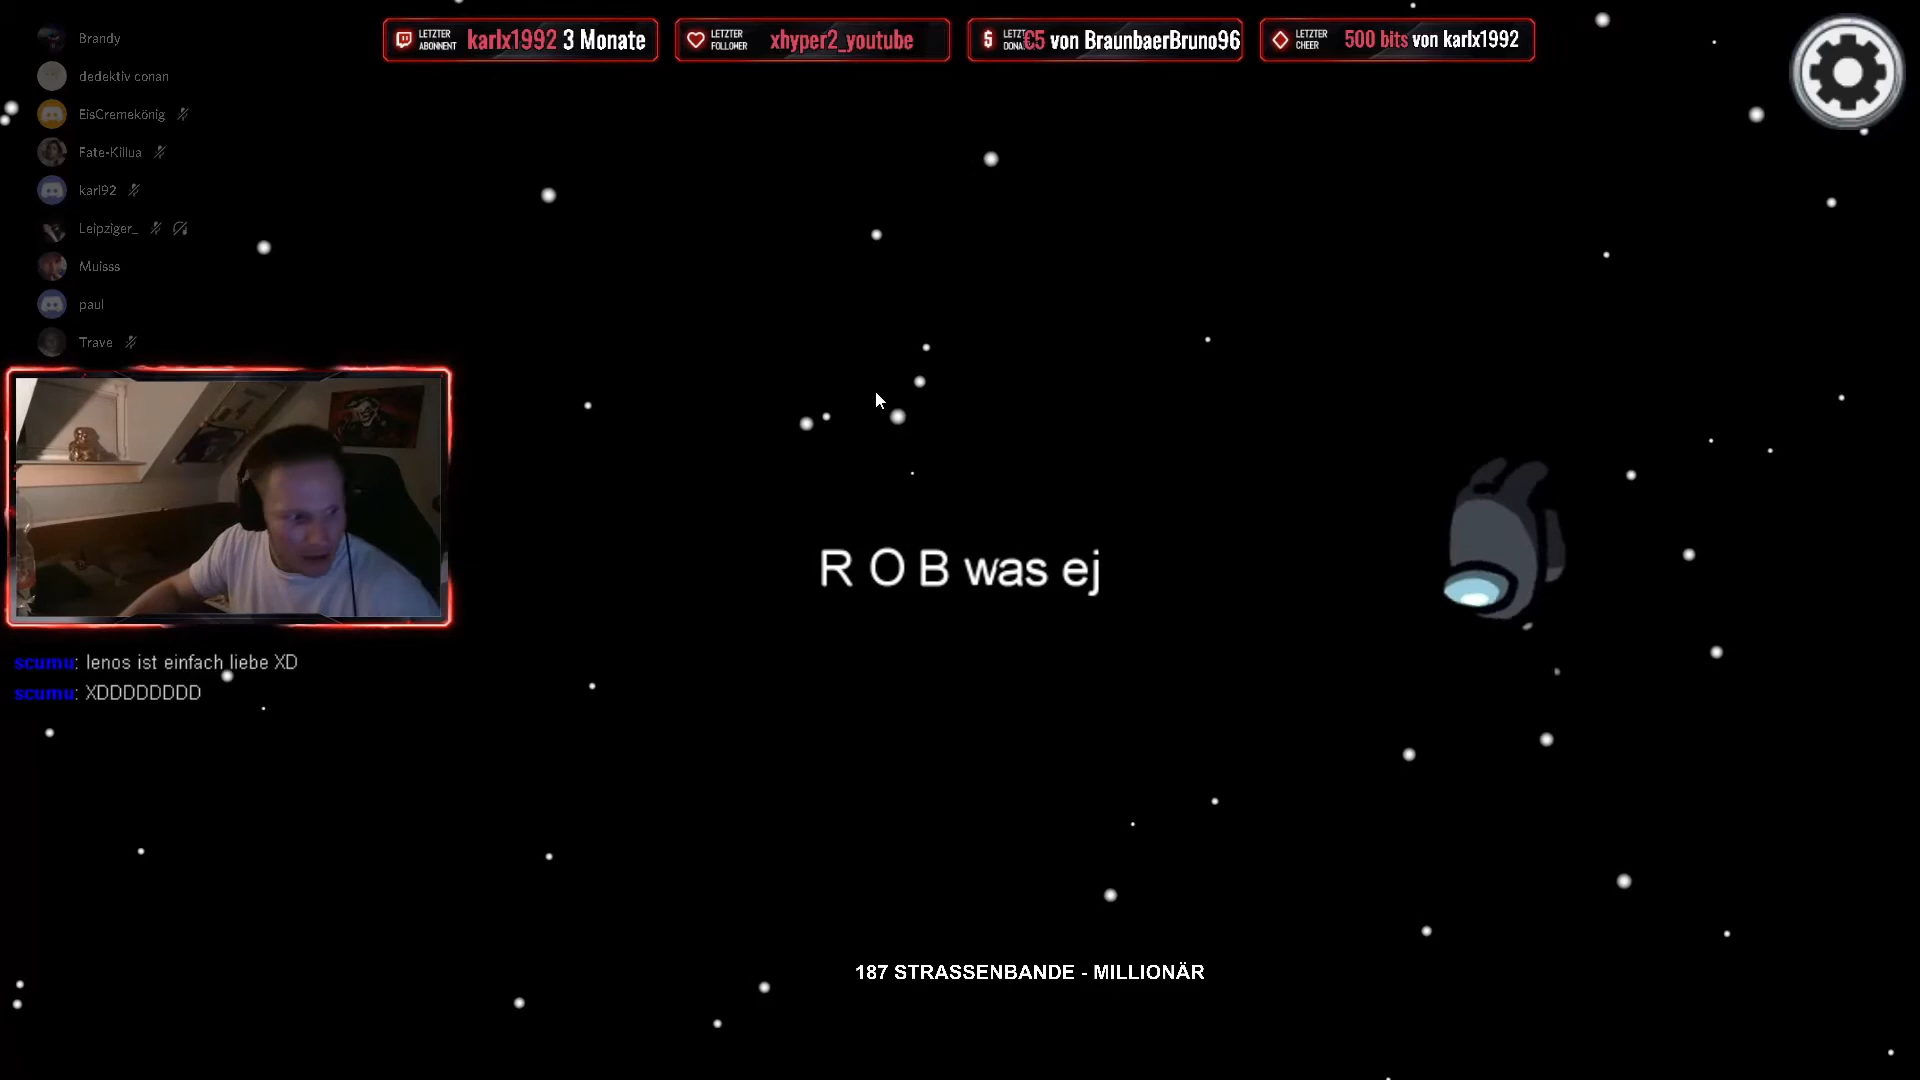 LETZTER ABONNENT karlx1992 3 Monate
LETZTER FOLLOWER xhyper2_youtube
€5 von BraunbaerBruno96
LETZTER CHEER 500 bits von karlx1992
Brandy
dedektiv conan
EisCremekönig
Fate-Killua
karl92
Leipziger_
Muisss
paul
Trave
R O B was ej
scumu: lenos ist einfach liebe XD
scumu: XDDDDDDDD
187 STRASSENBANDE - MILLIONÄR